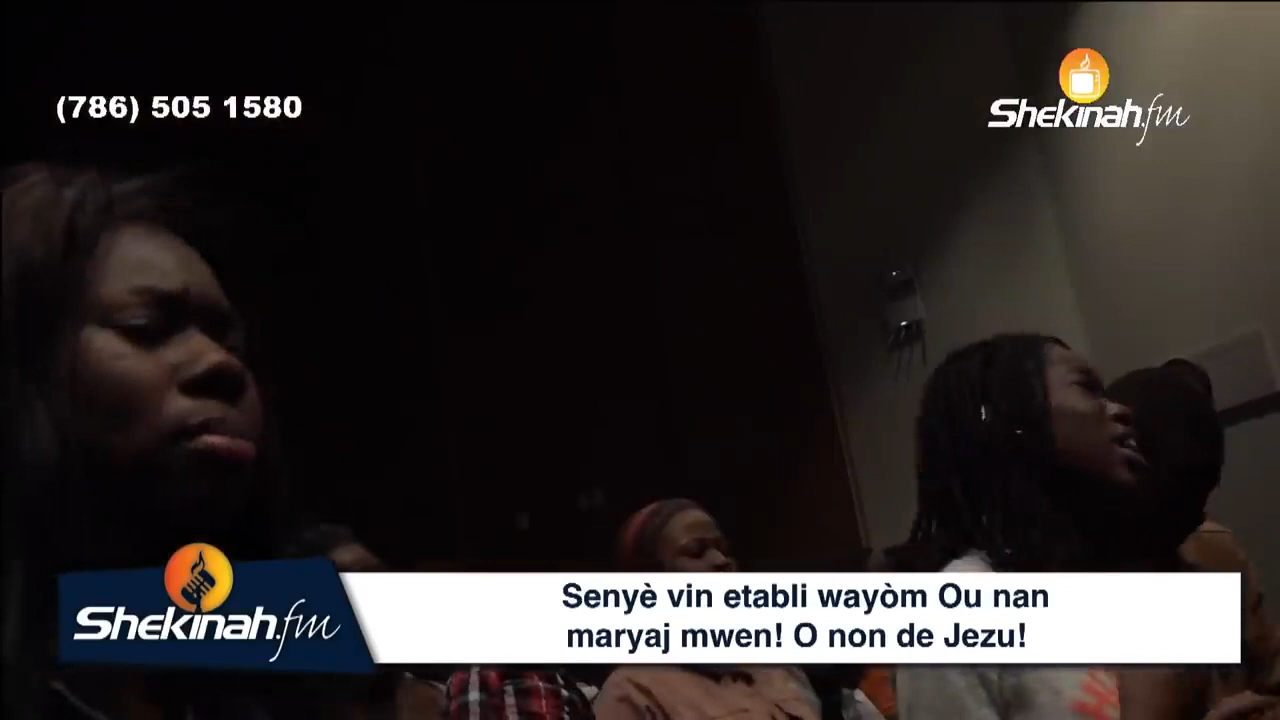 (786) 505 1580
Shekinah.fm
Shekinah.fm
Senyè vin etabli wayòm Ou nan
maryaj mwen! O non de Jezu!